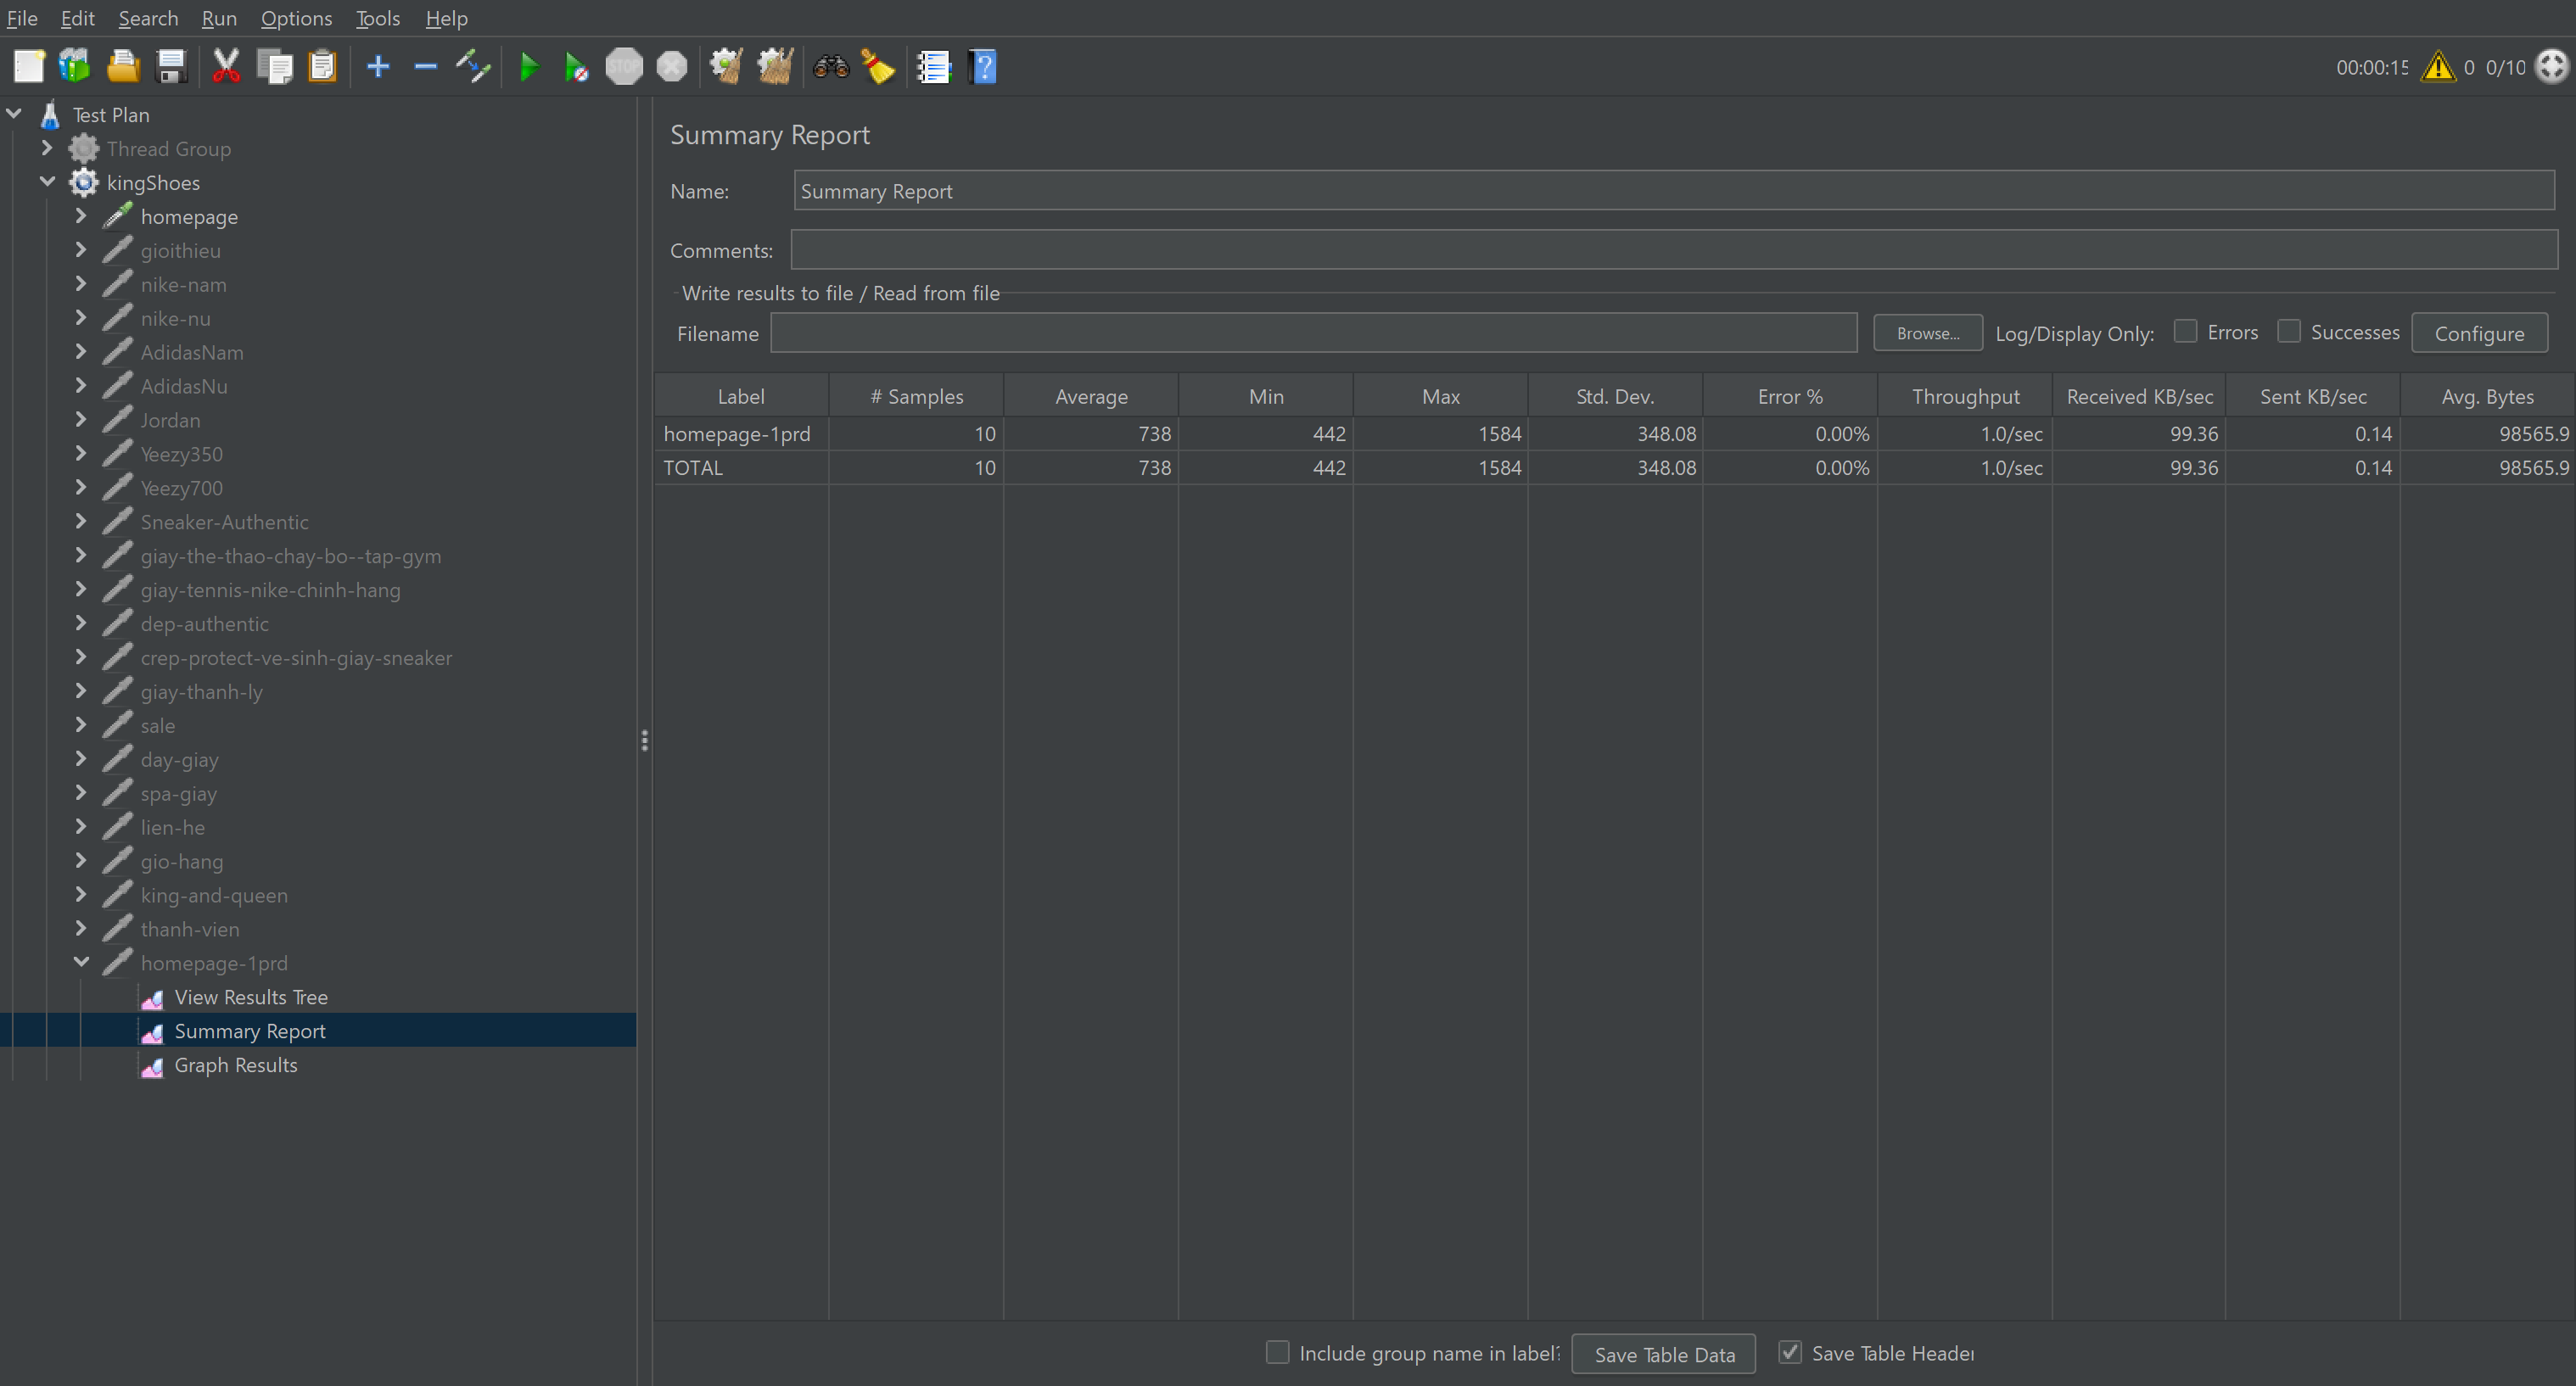 File Edit Search Run Options Tools Help
STOP
00:00:15 0 0/10
Test Plan
Thread Group
kingShoes
homepage
gioithieu
nike-nam
nike-nu
AdidasNam
AdidasNu
Jordan
Yeezy350
Yeezy700
Sneaker-Authentic
giay-the-thao-chay-bo--tap-gym
giay-tennis-nike-chinh-hang
dep-authentic
crep-protect-ve-sinh-giay-sneaker
giay-thanh-ly
sale
day-giay
spa-giay
lien-he
gio-hang
king-and-queen
thanh-vien
homepage-1prd
View Results Tree
Summary Report
Graph Results
Summary Report
Name: Summary Report
Comments:
Write results to file / Read from file
Filename Browse... Log/Display Only: Errors Successes Configure
Label # Samples Average Min Max Std. Dev. Error % Throughput Received KB/sec Sent KB/sec Avg. Bytes
homepage-1prd 10 738 442 1584 348.08 0.00% 1.0/sec 99.36 0.14 98565.9
TOTAL 10 738 442 1584 348.08 0.00% 1.0/sec 99.36 0.14 98565.9
Include group name in label? Save Table Data Save Table Header